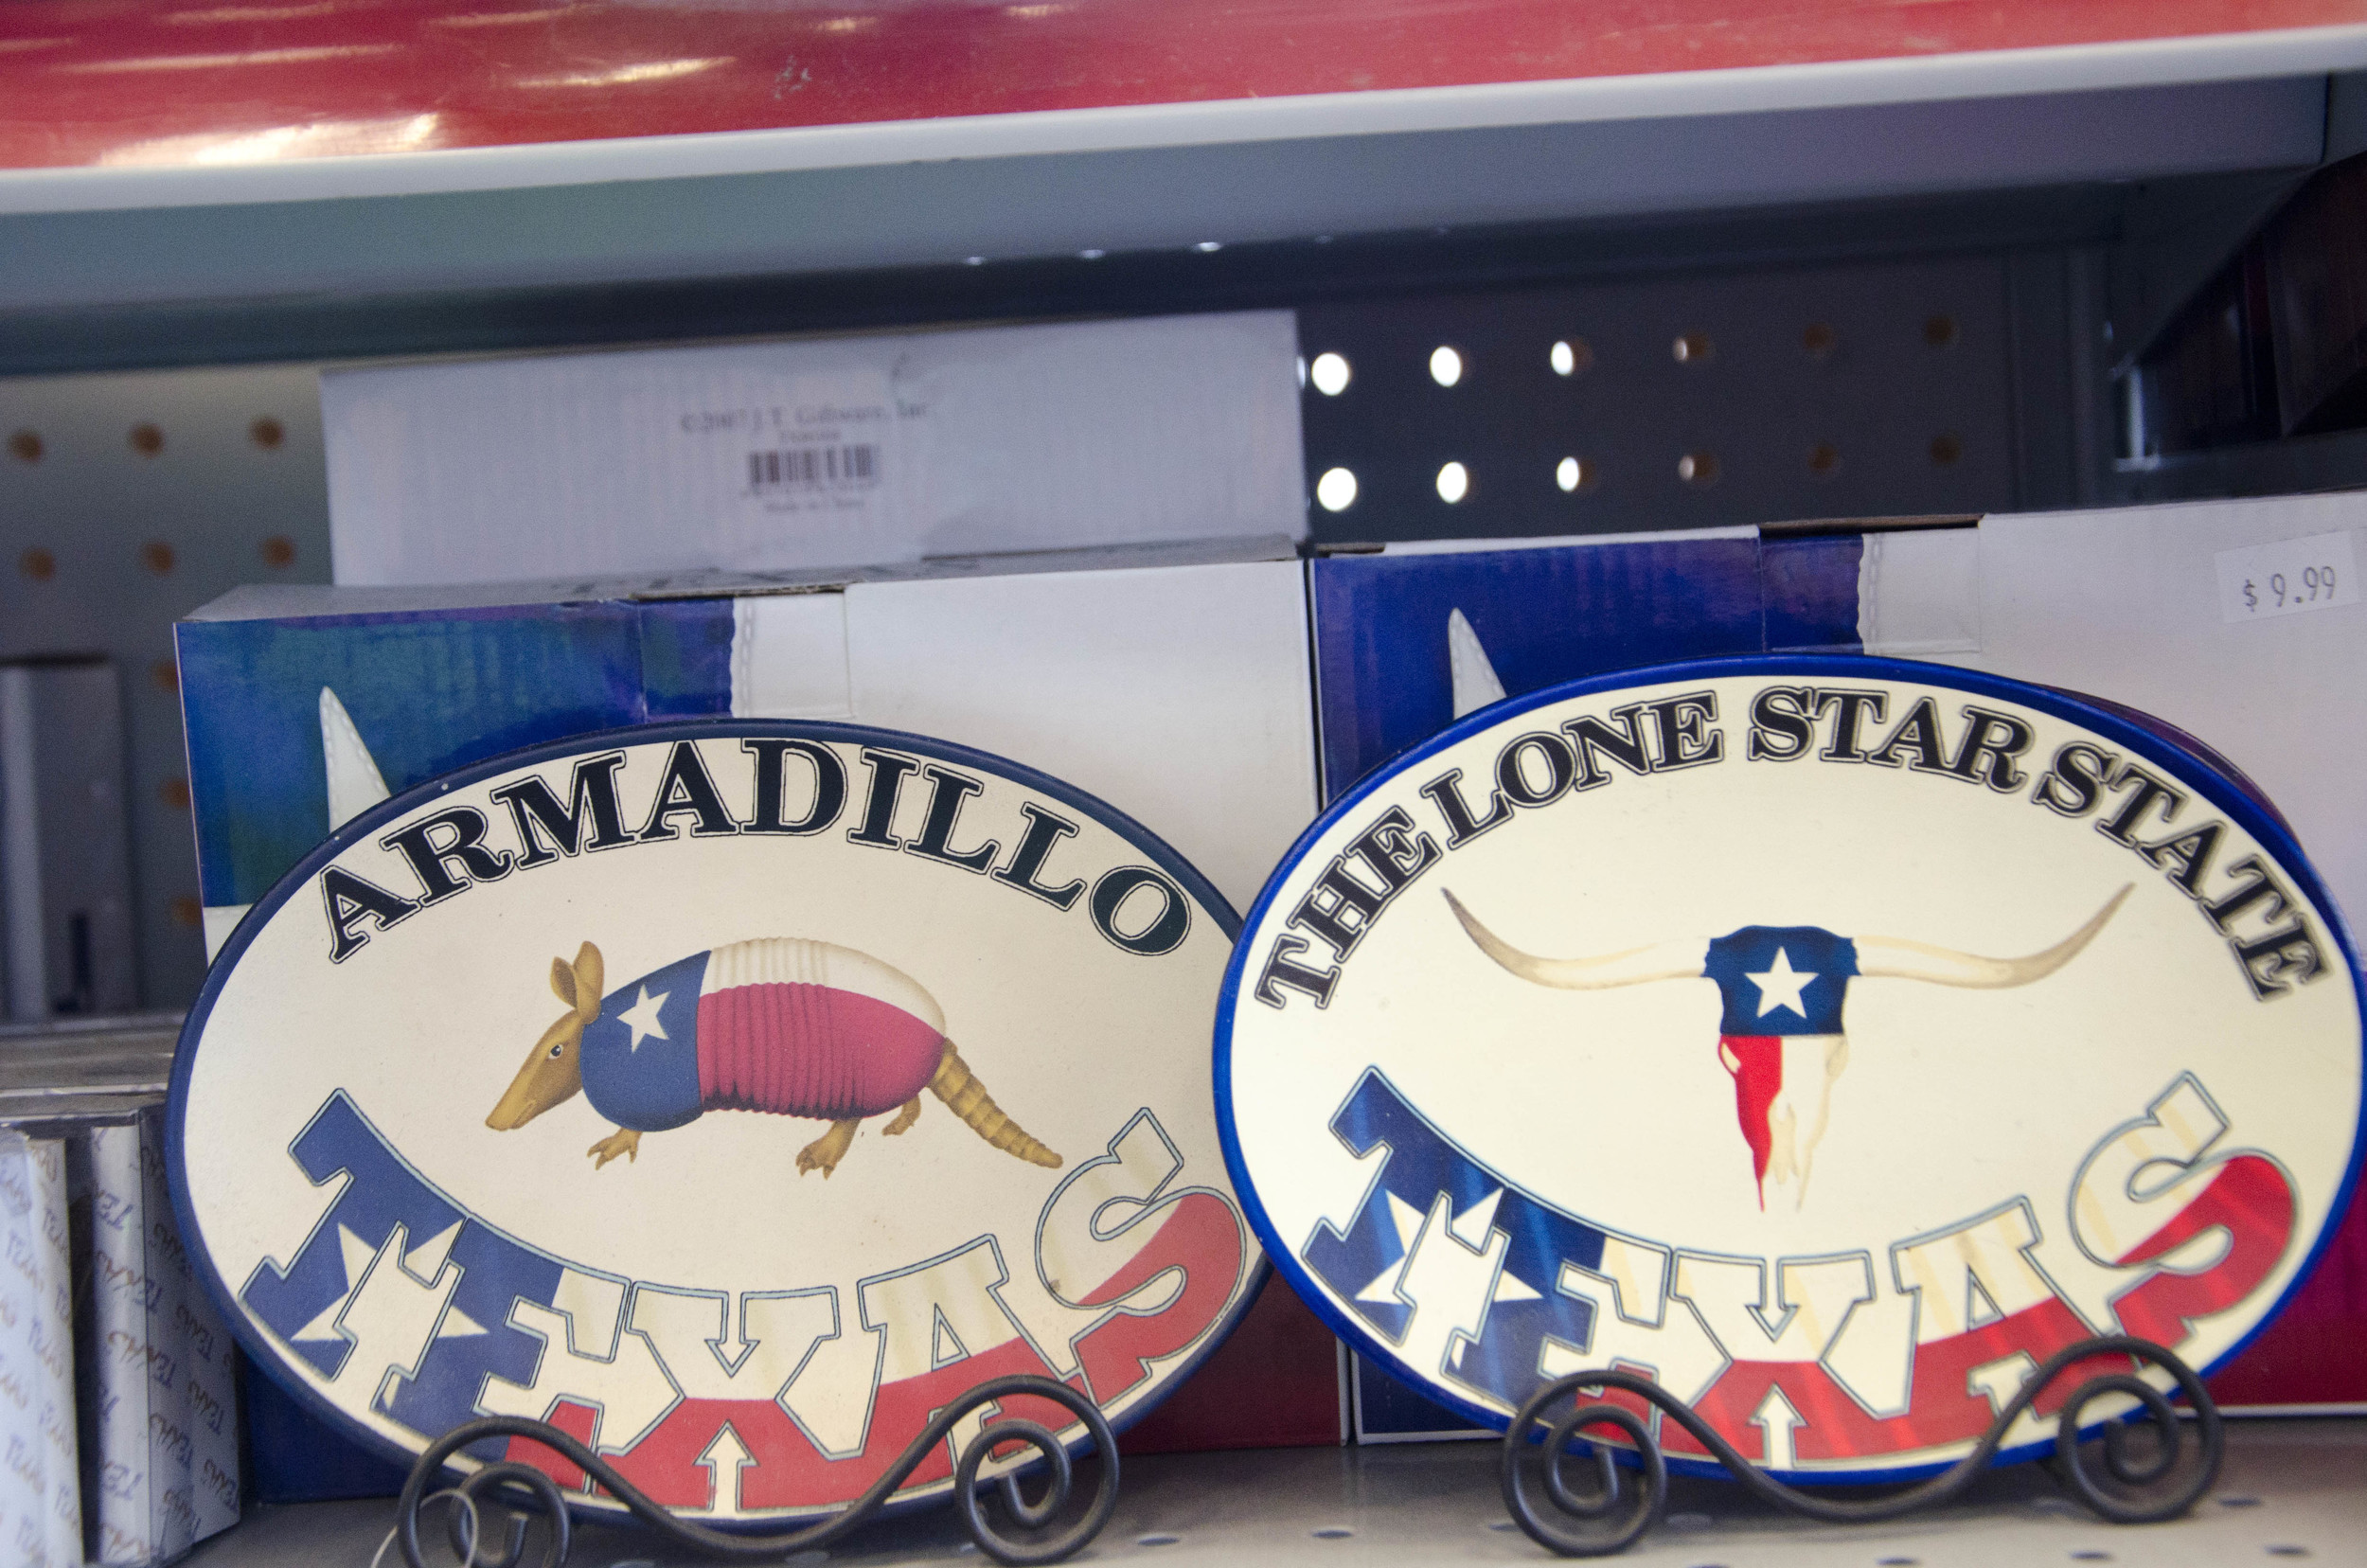 $ 9.99
ARMADILLO
TEXAS
THE LONE STAR STATE
TEXAS